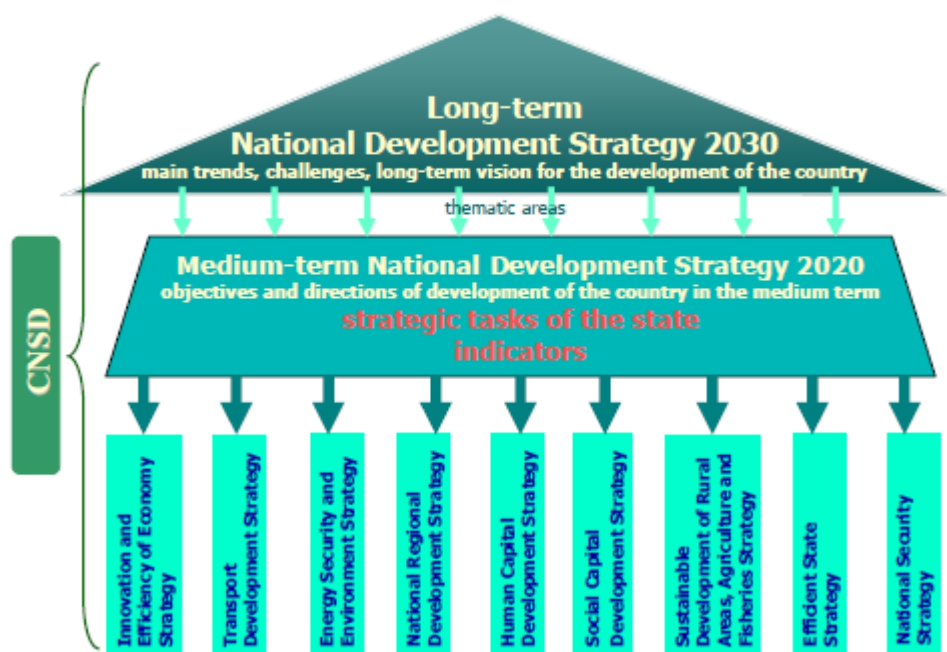 Long-term
National Development Strategy 2030
main trends, challenges, long-term vision for the development of the country
thematic areas
Medium-term National Development Strategy 2020
objectives and directions of development of the country in the medium term
strategic tasks of the state
indicators
CNSD
Innovation and
Efficiency of Economy
Strategy
Transport
Development Strategy
Energy Security and
Environment Strategy
National Regional
Development Strategy
Human Capital
Development Strategy
Social Capital
Development Strategy
Sustainable
Development of Rural
Areas, Agriculture and
Fisheries Strategy
Efficient State
Strategy
National Security
Strategy